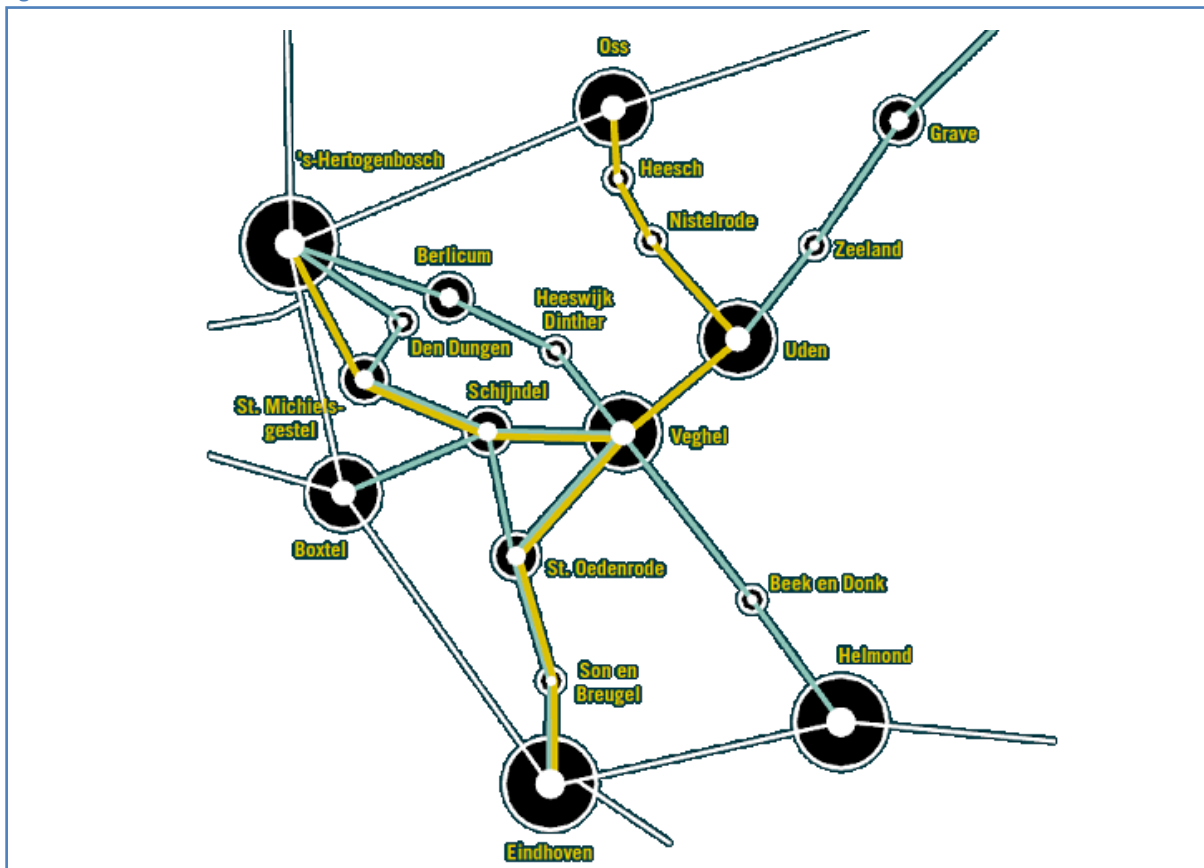 Oss
Grave
's-Hertogenbosch
Heesch
Nistelrode
Berlicum
Zeeland
Heeswijk
Dinther
Den Dungen
Uden
Schijndel
St. Michiels-
gestel
Veghel
Boxtel
St. Oedenrode
Beek en Donk
Helmond
Son en
Breugel
Eindhoven